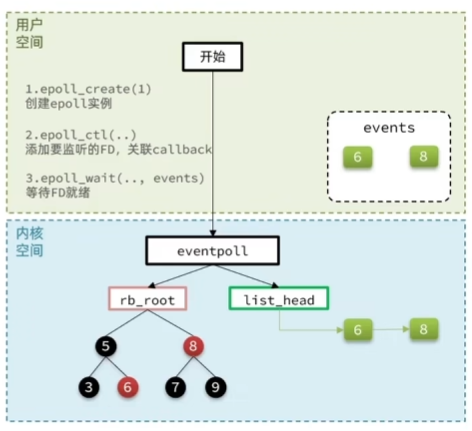 用户
空间
开始
1.epoll_create(1)
创建epoll实例
2.epoll_ctl(..)
添加要监听的FD，关联callback
3.epoll_wait(.., events)
等待FD就绪
events
6 8
内核
空间
eventpoll
rb_root list_head
6 8
5 8
3 6 7 9